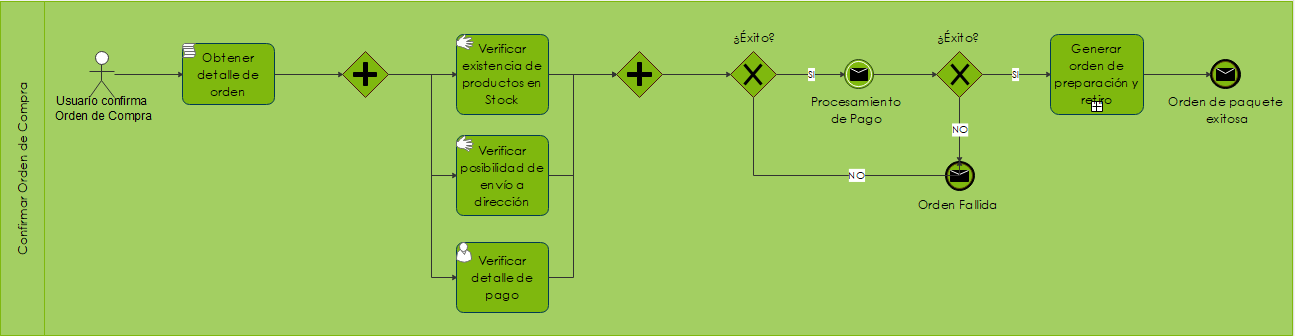 Confirmar Orden de Compra
Usuario confirma
Orden de Compra
Obtener
detalle de
orden
Verificar
existencia de
productos en
Stock
Verificar
posibilidad de
envío a
dirección
Verificar
detalle de
pago
¿Éxito?
SI
NO
Procesamiento
de Pago
¿Éxito?
SI
NO
Orden Fallida
Generar
orden de
preparación y
retiro
Orden de paquete
exitosa